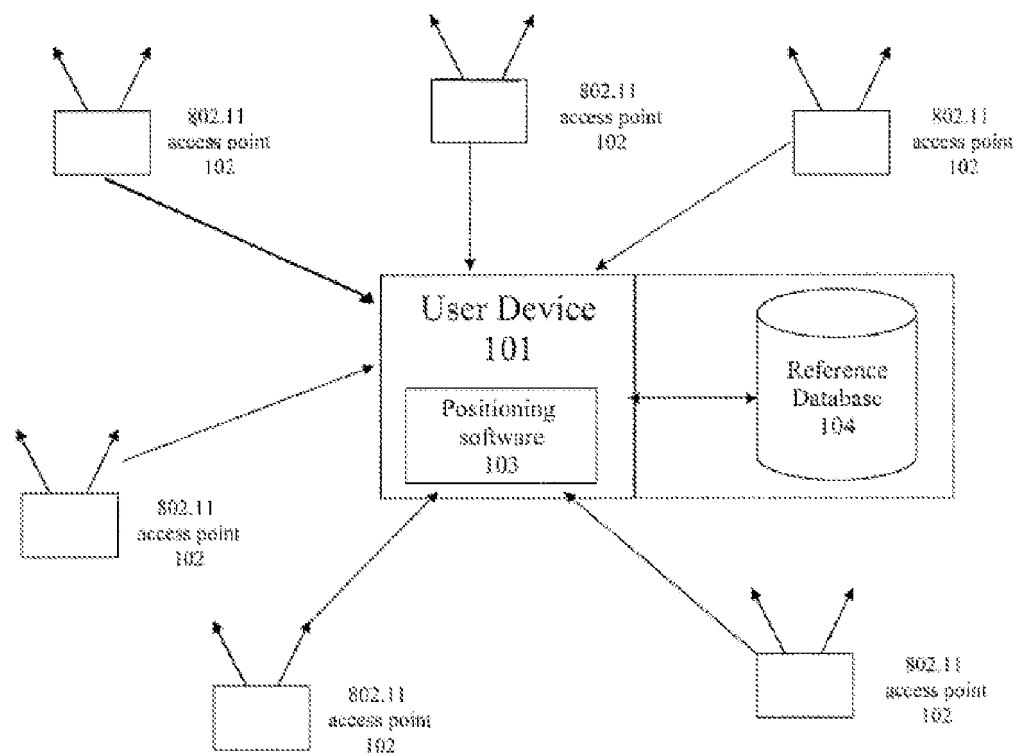 802.11
access point
102
802.11
access point
102
802.11
access point
102
User Device
101
Positioning
software
103
Reference
Database
104
802.11
access point
102
802.11
access point
102
802.11
access point
102